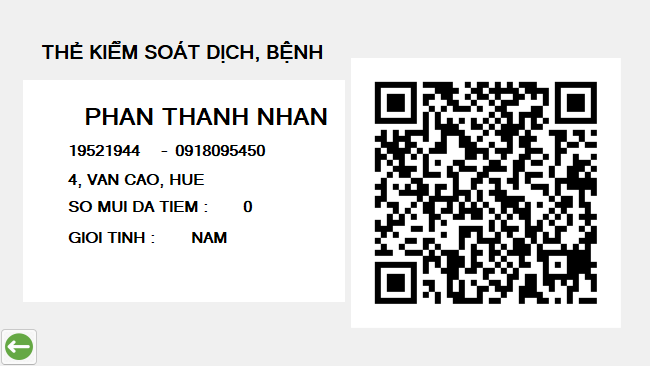 THẺ KIỂM SOÁT DỊCH, BỆNH
PHAN THANH NHAN
19521944 - 0918095450
4, VAN CAO, HUE
SO MUI DA TIEM : 0
GIOI TINH : NAM